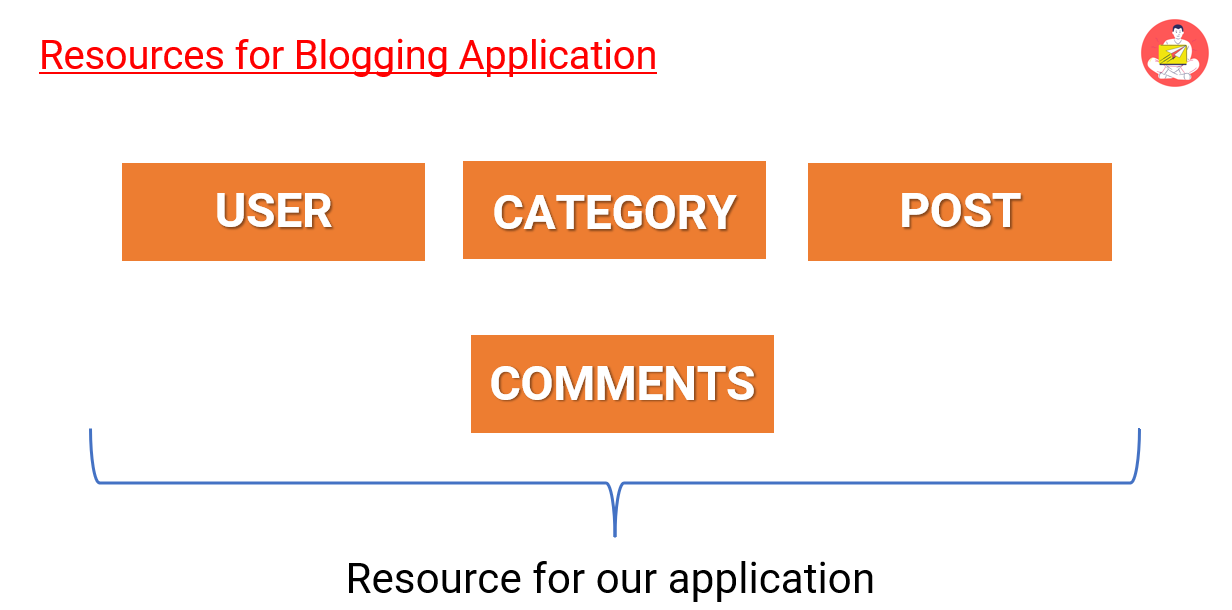 Resources for Blogging Application
USER CATEGORY POST
COMMENTS
Resource for our application